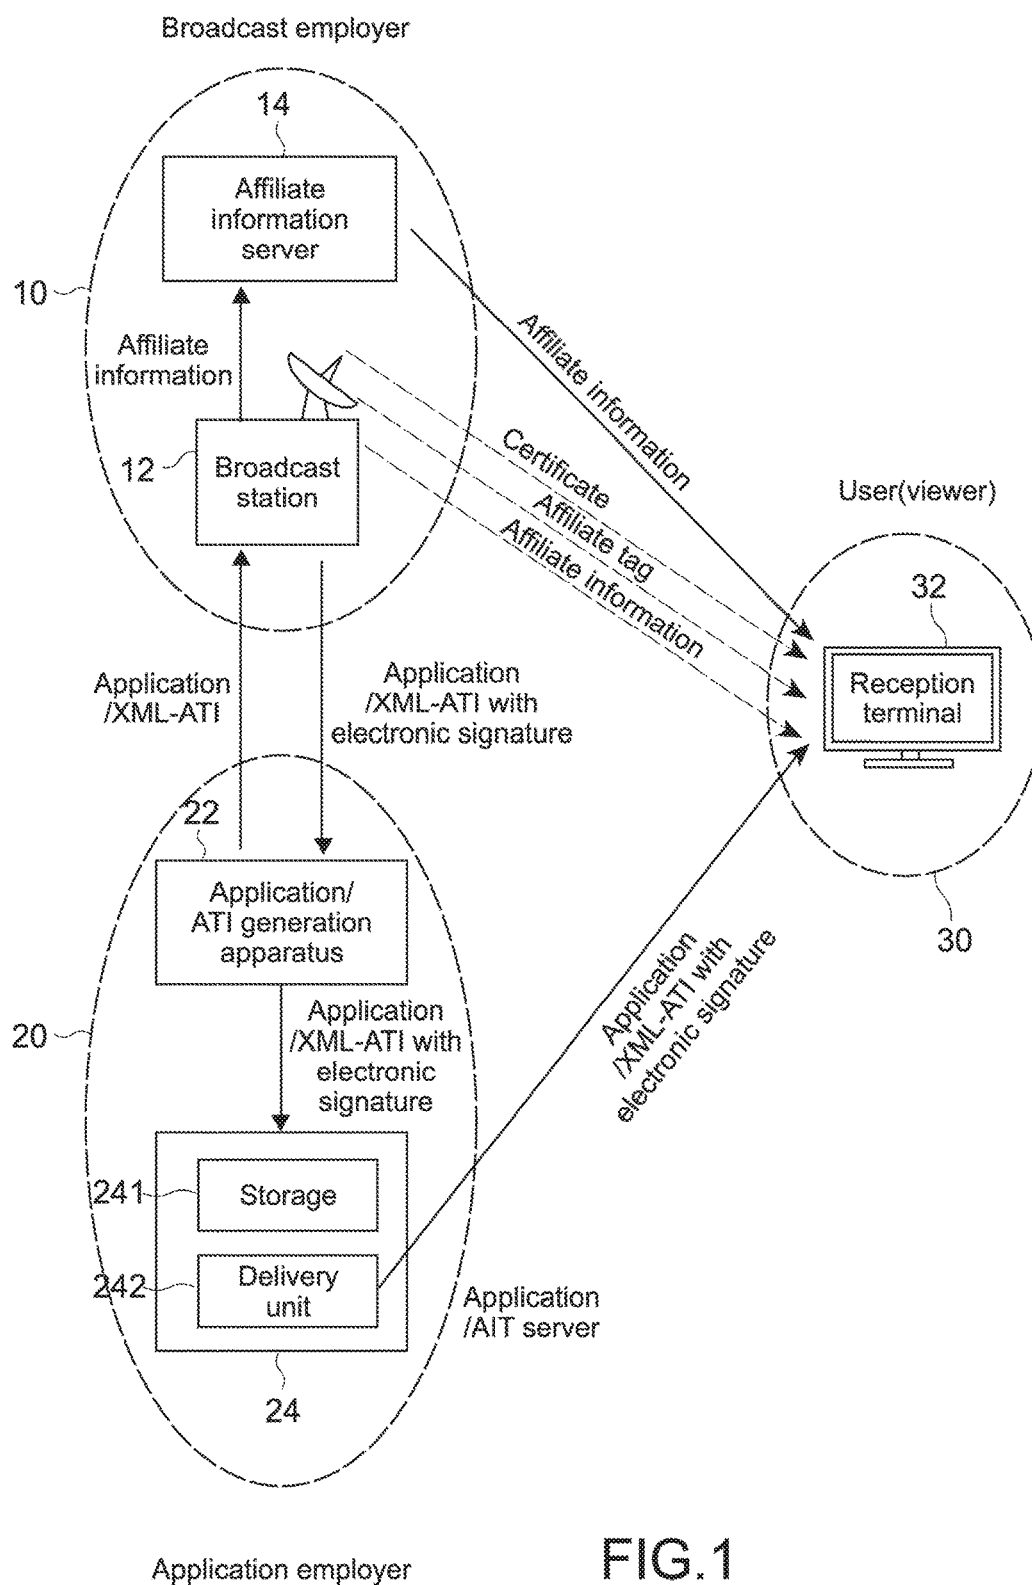 Broadcast employer
14
Affiliate
information
server
10
Affiliate
information
Affiliate information
12
Broadcast
station
Certificate
Affiliate tag
Affiliate information
User(viewer)
32
Reception
terminal
30
Application
/XML-ATI
Application
/XML-ATI with
electronic signature
22
Application/
ATI generation
apparatus
20
Application
/XML-ATI with
electronic
signature
Application
/XML-ATI with
electronic signature
241
Storage
242
Delivery
unit
Application
/AIT server
24
Application employer
FIG.1